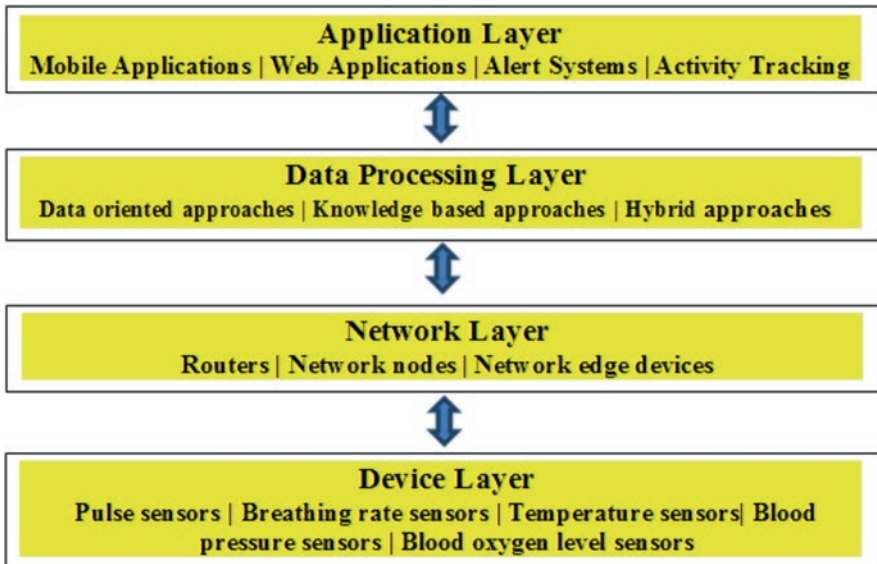 Application Layer
Mobile Applications | Web Applications | Alert Systems | Activity Tracking
Data Processing Layer
Data oriented approaches | Knowledge based approaches | Hybrid approaches
Network Layer
Routers | Network nodes | Network edge devices
Device Layer
Pulse sensors | Breathing rate sensors | Temperature sensors| Blood
pressure sensors | Blood oxygen level sensors